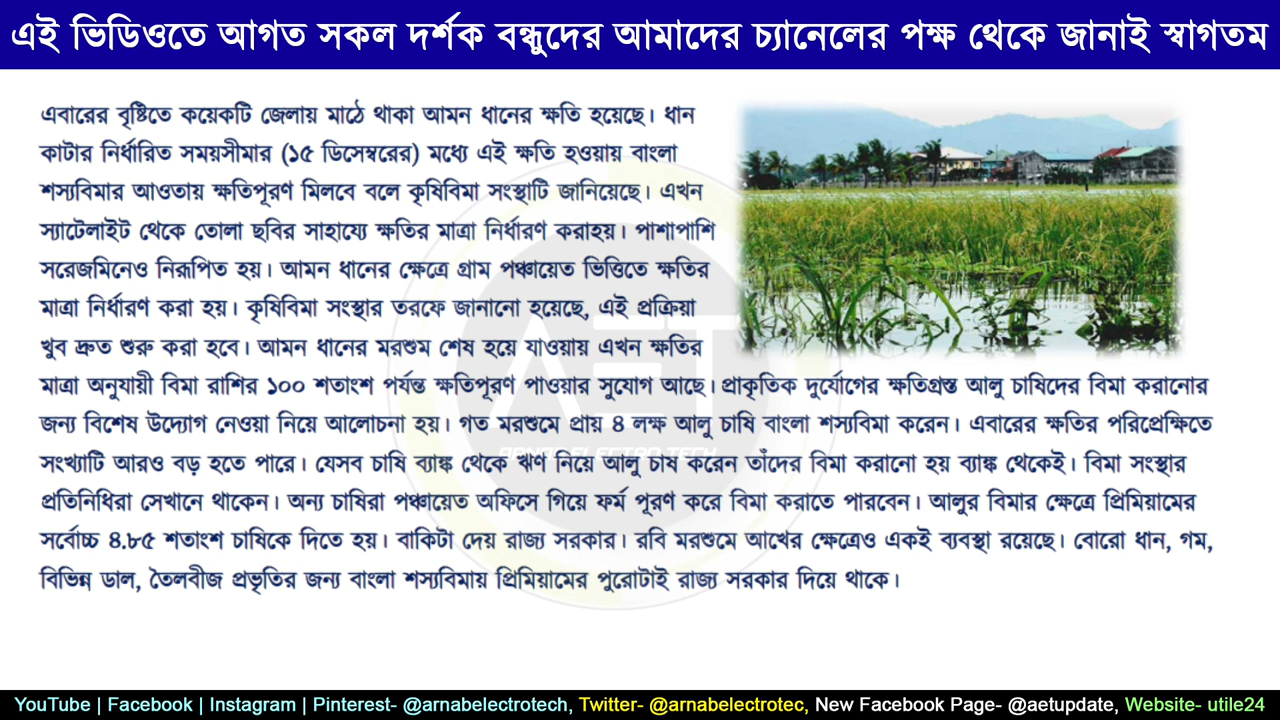 এই ভিডিওতে আগত সকল দর্শক বন্ধুদের আমাদের চ্যানেলের পক্ষ থেকে জানাই স্বাগতম
এবারের বৃষ্টিতে কয়েকটি জেলায় মাঠে থাকা আমন ধানের ক্ষতি হয়েছে। ধান
কাটার নির্ধারিত সময়সীমার (১৫ ডিসেম্বরের) মধ্যে এই ক্ষতি হওয়ায় বাংলা
শস্যবিমার আওতায় ক্ষতিপূরণ মিলবে বলে কৃষিবিমা সংস্থাটি জানিয়েছে। এখন
স্যাটেলাইট থেকে তোলা ছবির সাহায্যে ক্ষতির মাত্রা নির্ধারণ করাহয়। পাশাপাশি
সরেজমিনেও নিরূপিত হয়। আমন ধানের ক্ষেত্রে গ্রাম পঞ্চায়েত ভিত্তিতে ক্ষতির
মাত্রা নির্ধারণ করা হয়। কৃষিবিমা সংস্থার তরফে জানানো হয়েছে, এই প্রক্রিয়া
খুব দ্রুত শুরু করা হবে। আমন ধানের মরশুম শেষ হয়ে যাওয়ায় এখন ক্ষতির
মাত্রা অনুযায়ী বিমা রাশির ১০০ শতাংশ পর্যন্ত ক্ষতিপূরণ পাওয়ার সুযোগ আছে। প্রাকৃতিক দুর্যোগের ক্ষতিগ্রস্ত আলু চাষিদের বিমা করানোর
জন্য বিশেষ উদ্যোগ নেওয়া নিয়ে আলোচনা হয়। গত মরশুমে প্রায় ৪ লক্ষ আলু চাষি বাংলা শস্যবিমা করেন। এবারের ক্ষতির পরিপ্রেক্ষিতে
সংখ্যাটি আরও বড় হতে পারে। যেসব চাষি ব্যাঙ্ক থেকে ঋণ নিয়ে আলু চাষ করেন তাঁদের বিমা করানো হয় ব্যাঙ্ক থেকেই। বিমা সংস্থার
প্রতিনিধিরা সেখানে থাকেন। অন্য চাষিরা পঞ্চায়েত অফিসে গিয়ে ফর্ম পূরণ করে বিমা করাতে পারবেন। আলুর বিমার ক্ষেত্রে প্রিমিয়ামের
সর্বোচ্চ ৪.৮৫ শতাংশ চাষিকে দিতে হয়। বাকিটা দেয় রাজ্য সরকার। রবি মরশুমে আখের ক্ষেত্রেও একই ব্যবস্থা রয়েছে। বোরো ধান, গম,
বিভিন্ন ডাল, তৈলবীজ প্রভৃতির জন্য বাংলা শস্যবিমায় প্রিমিয়ামের পুরোটাই রাজ্য সরকার দিয়ে থাকে।
AET
ARNAB ELECTRO TECH
YouTube | Facebook | Instagram | Pinterest- @arnabelectrotech, Twitter- @arnabelectrotec, New Facebook Page- @aetupdate, Website- utile24